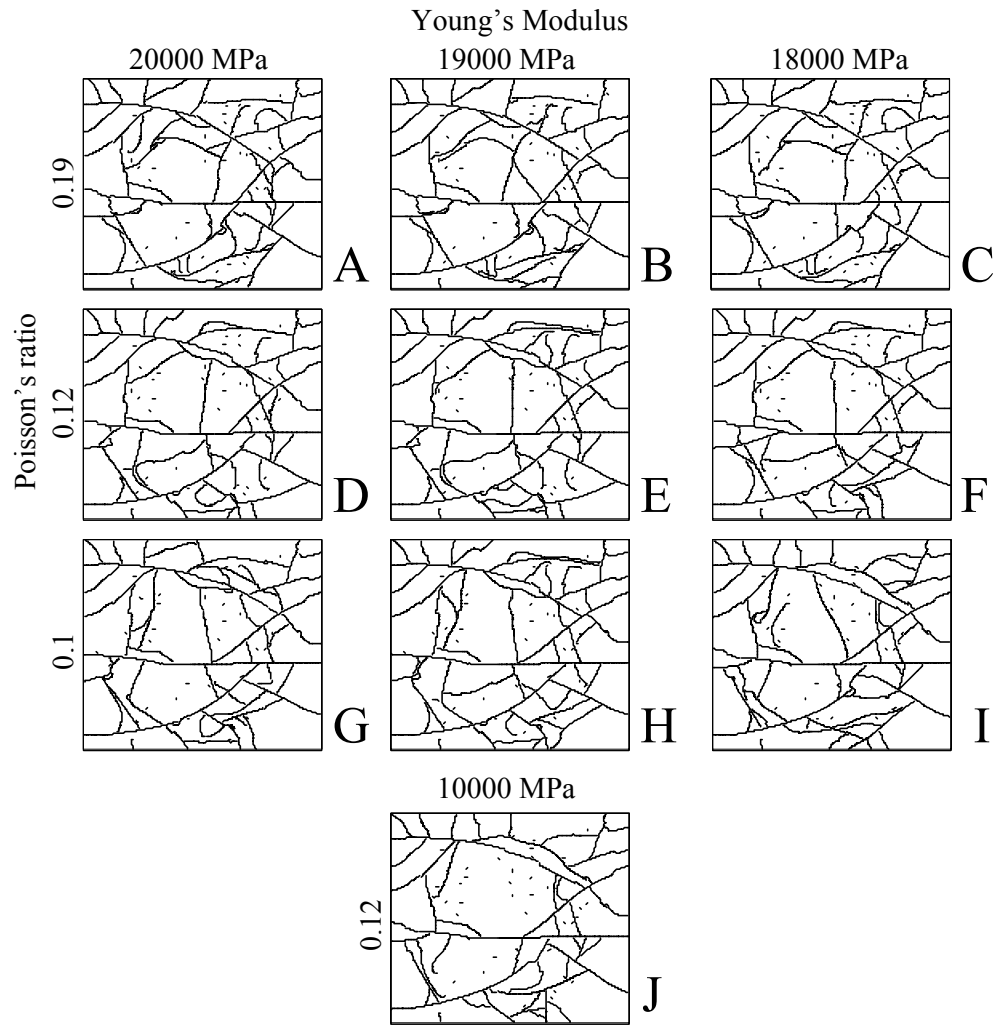 Young's Modulus
20000 MPa 19000 MPa 18000 MPa
Poisson's ratio
0.19
A B C
0.12
D E F
0.1
G H I
10000 MPa
0.12
J